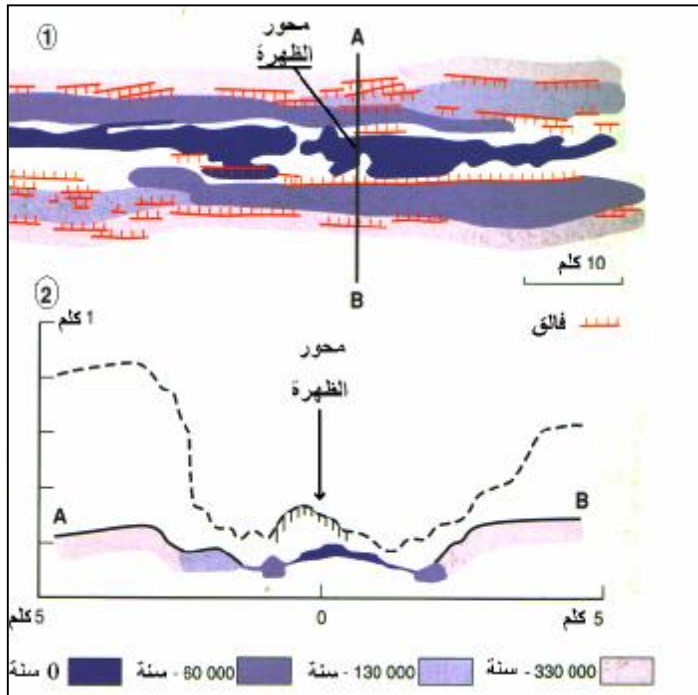 ①
محور
الظهرة
A
B
10 كلم
فالق
②
1 كلم
محور
الظهرة
A
B
5 كلم
0
5 كلم
0 سنة
60 000 - سنة
130 000 - سنة
330 000 - سنة